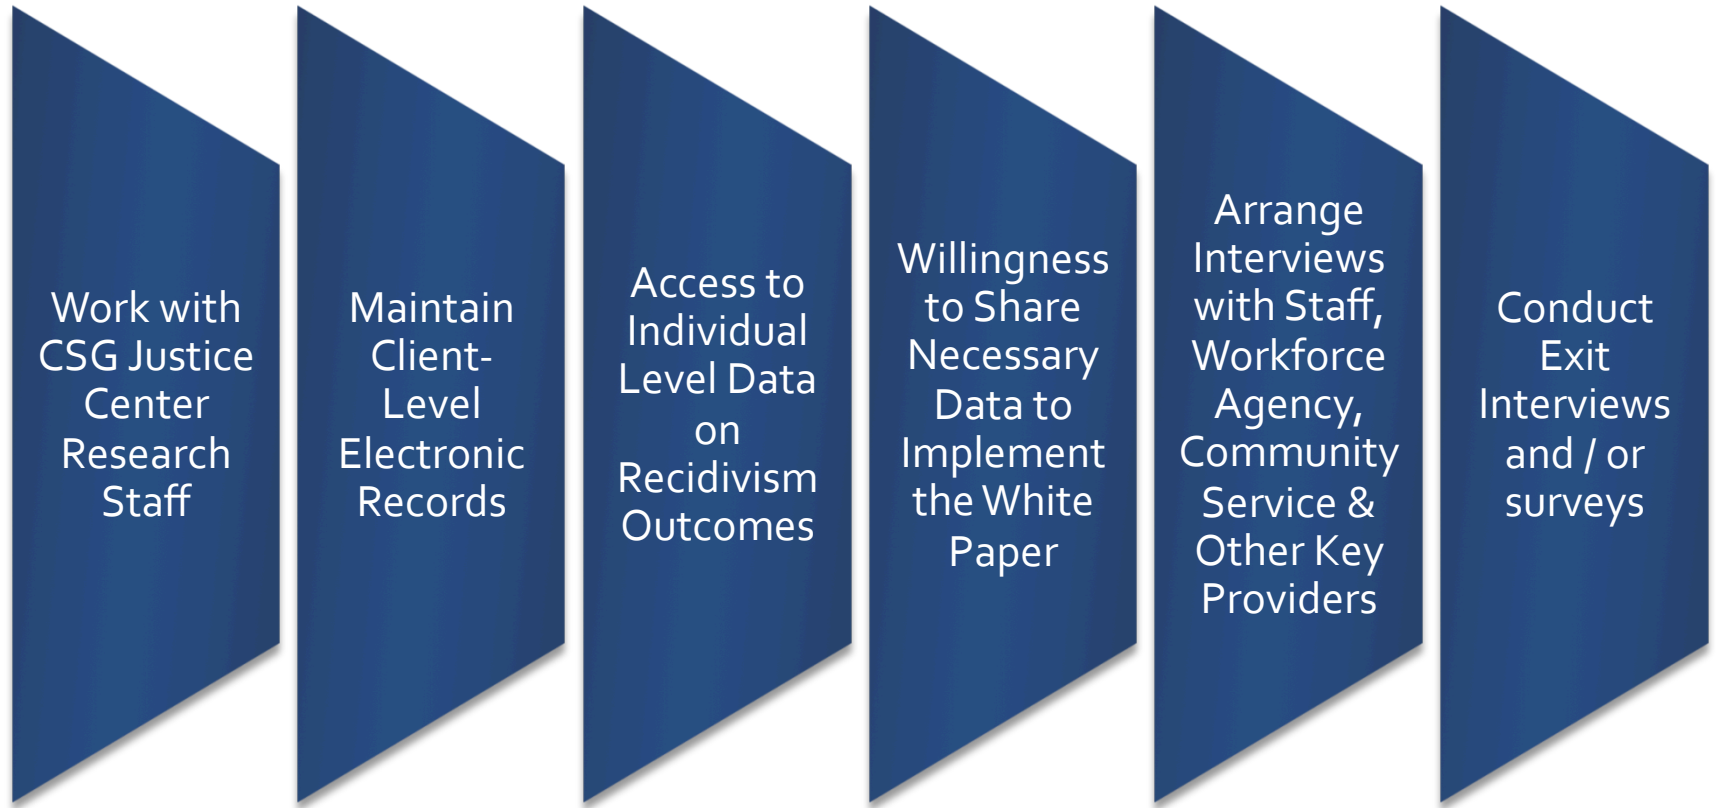 Work with
CSG Justice
Center
Research
Staff
Maintain
Client-
Level
Electronic
Records
Access to
Individual
Level Data
on
Recidivism
Outcomes
Willingness
to Share
Necessary
Data to
Implement
the White
Paper
Arrange
Interviews
with Staff,
Workforce
Agency,
Community
Service &
Other Key
Providers
Conduct
Exit
Interviews
and / or
surveys